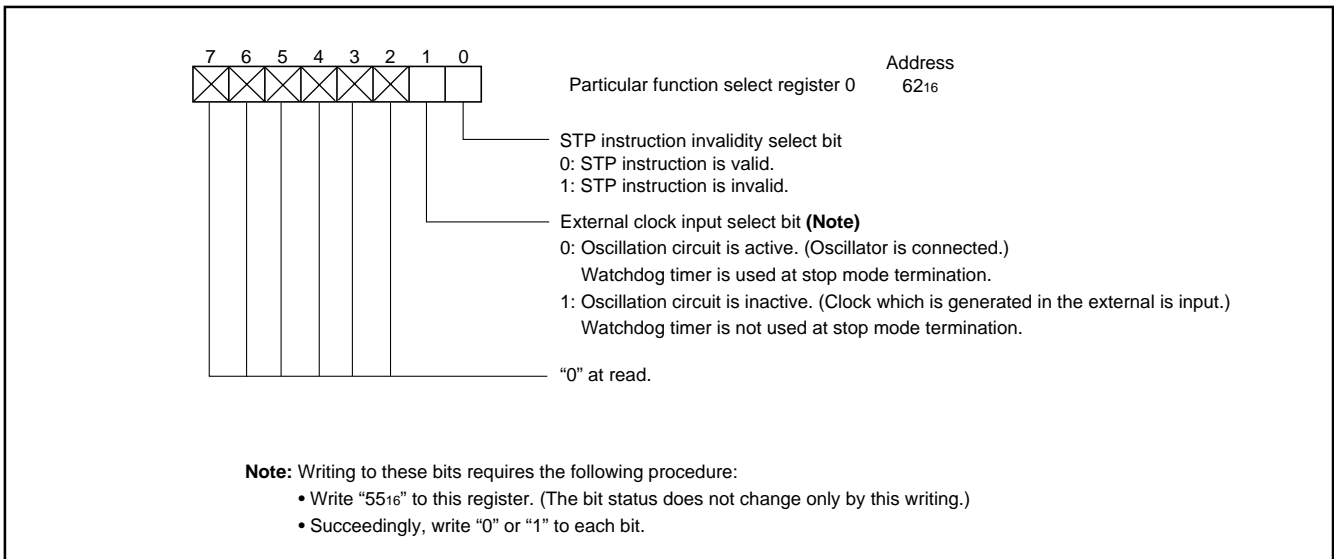 7 6 5 4 3 2 1 0
Address
Particular function select register 0 62₁₆
STP instruction invalidity select bit
0: STP instruction is valid.
1: STP instruction is invalid.
External clock input select bit (Note)
0: Oscillation circuit is active. (Oscillator is connected.)
Watchdog timer is used at stop mode termination.
1: Oscillation circuit is inactive. (Clock which is generated in the external is input.)
Watchdog timer is not used at stop mode termination.
“0” at read.
Note: Writing to these bits requires the following procedure:
• Write “55₁₆” to this register. (The bit status does not change only by this writing.)
• Succeedingly, write “0” or “1” to each bit.